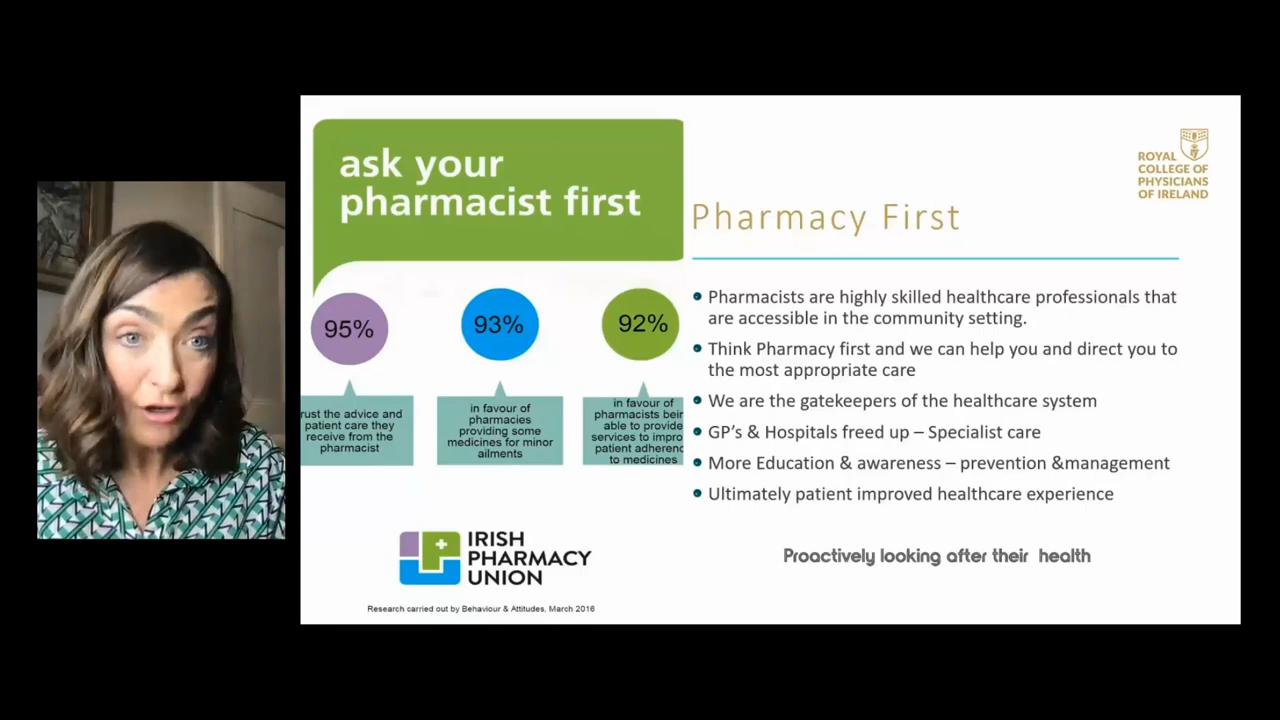 ask your
pharmacist first
95%
93%
92%
rust the advice and
patient care they
receive from the
pharmacist
in favour of
pharmacies
providing some
medicines for minor
ailments
in favour of
pharmacists bein
able to provide
services to impro
patient adherenc
to medicines
IRISH
PHARMACY
UNION
Research carried out by Behaviour & Attitudes, March 2016
ROYAL
COLLEGE OF
PHYSICIANS
OF IRELAND
Pharmacy First
Pharmacists are highly skilled healthcare professionals that
are accessible in the community setting.
Think Pharmacy first and we can help you and direct you to
the most appropriate care
We are the gatekeepers of the healthcare system
GP's & Hospitals freed up – Specialist care
More Education & awareness – prevention &management
Ultimately patient improved healthcare experience
Proactively looking after their health